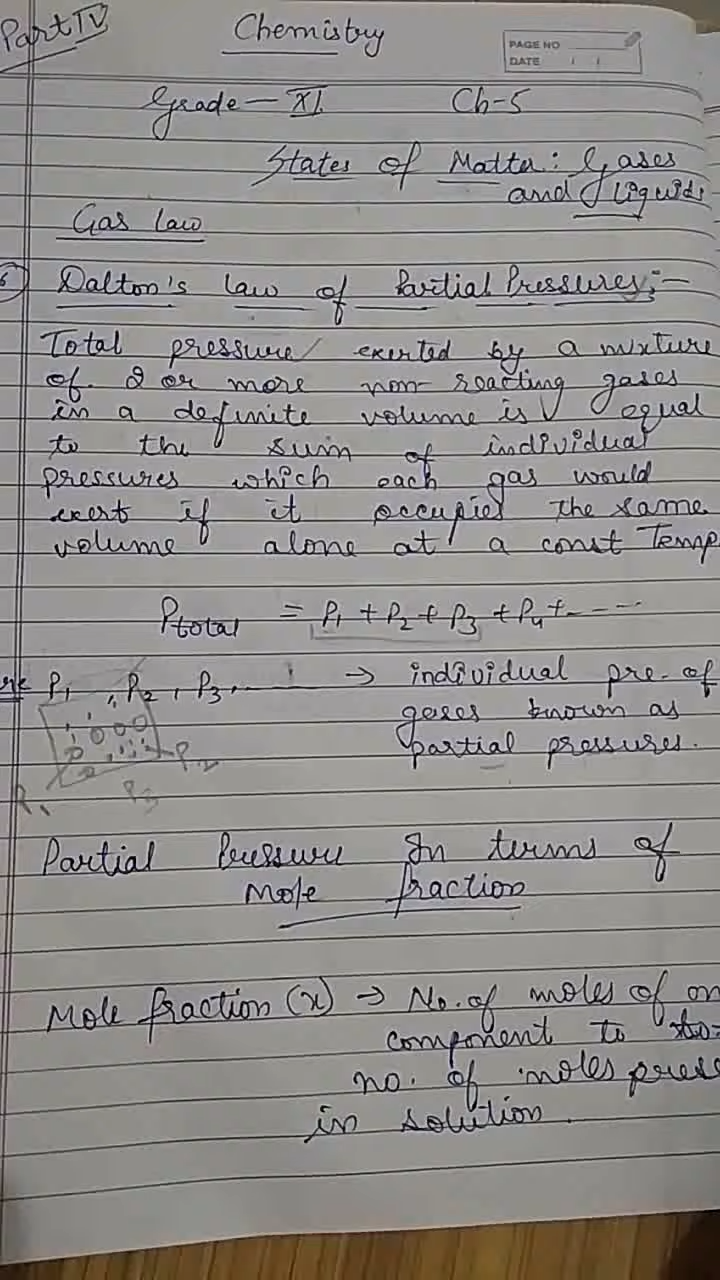 Part IV
Chemistry
PAGE NO
DATE / /
Grade - XI Ch-5
States of Matter: Gases
and Liquids
Gas law
Dalton's law of Partial Pressures:-
Total pressure exerted by a mixture
of 2 or more non-reacting gases
in a definite volume is equal
to the sum of individual
pressures which each gas would
exert if it occupied the same
volume alone at a const Temp
Ptotal = P1 + P2 + P3 + P4 + ----
P1, P2, P3, ---- → individual pre. of
gases known as
partial pressures.
P2
P3
Partial Pressure In terms of
Mole fraction
Mole fraction (x) → No. of moles of
component to
no. of moles
in solution.